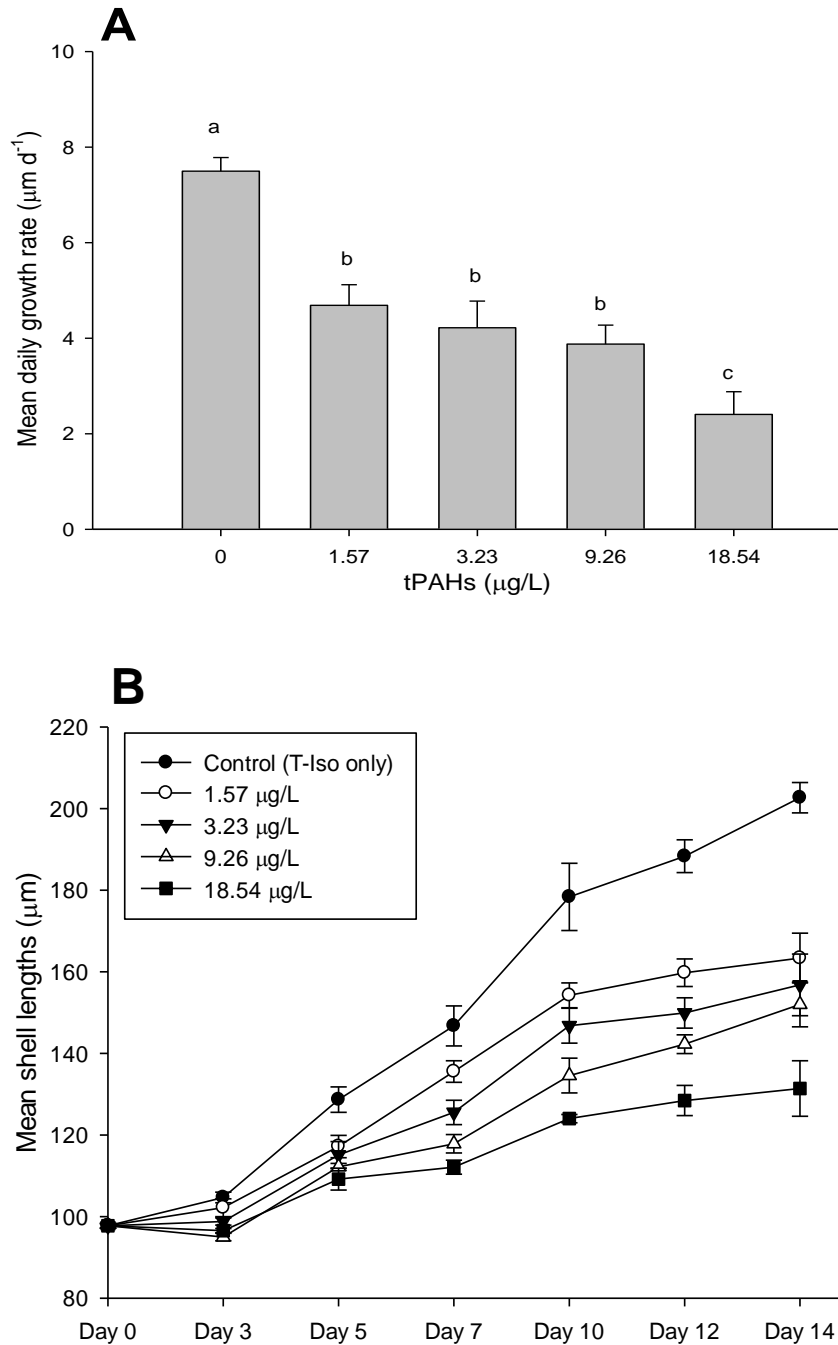 A
10
8
6
4
2
0
Mean daily growth rate (μm d⁻¹)
a
b
b
b
c
0 1.57 3.23 9.26 18.54
tPAHs (μg/L)
B
220
200
180
160
140
120
100
80
Mean shell lengths (μm)
Control (T-Iso only)
1.57 μg/L
3.23 μg/L
9.26 μg/L
18.54 μg/L
Day 0 Day 3 Day 5 Day 7 Day 10 Day 12 Day 14